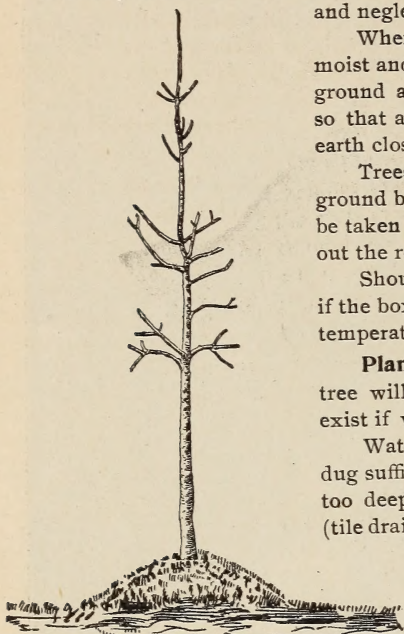 and negle
When
moist and
ground a
so that a
earth clos
Tree
ground b
be taken
out the r
Shou
if the box
temperat
Plan
tree will
exist if
Wat
dug suffi
too deep
(tile drai